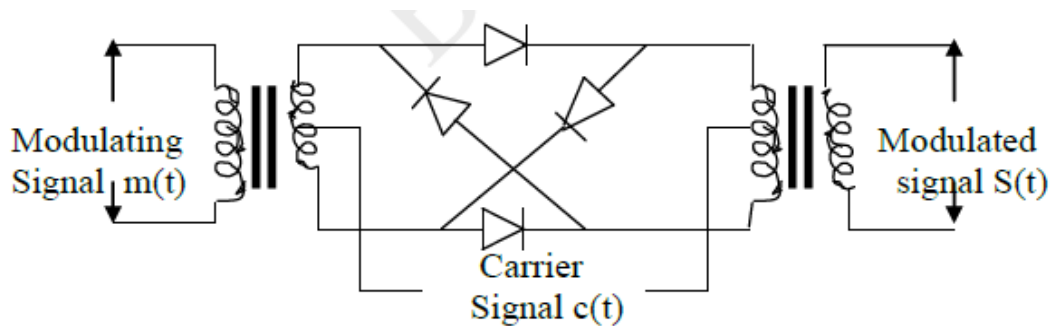 Modulating
Signal m(t)
Modulated
signal S(t)
Carrier
Signal c(t)